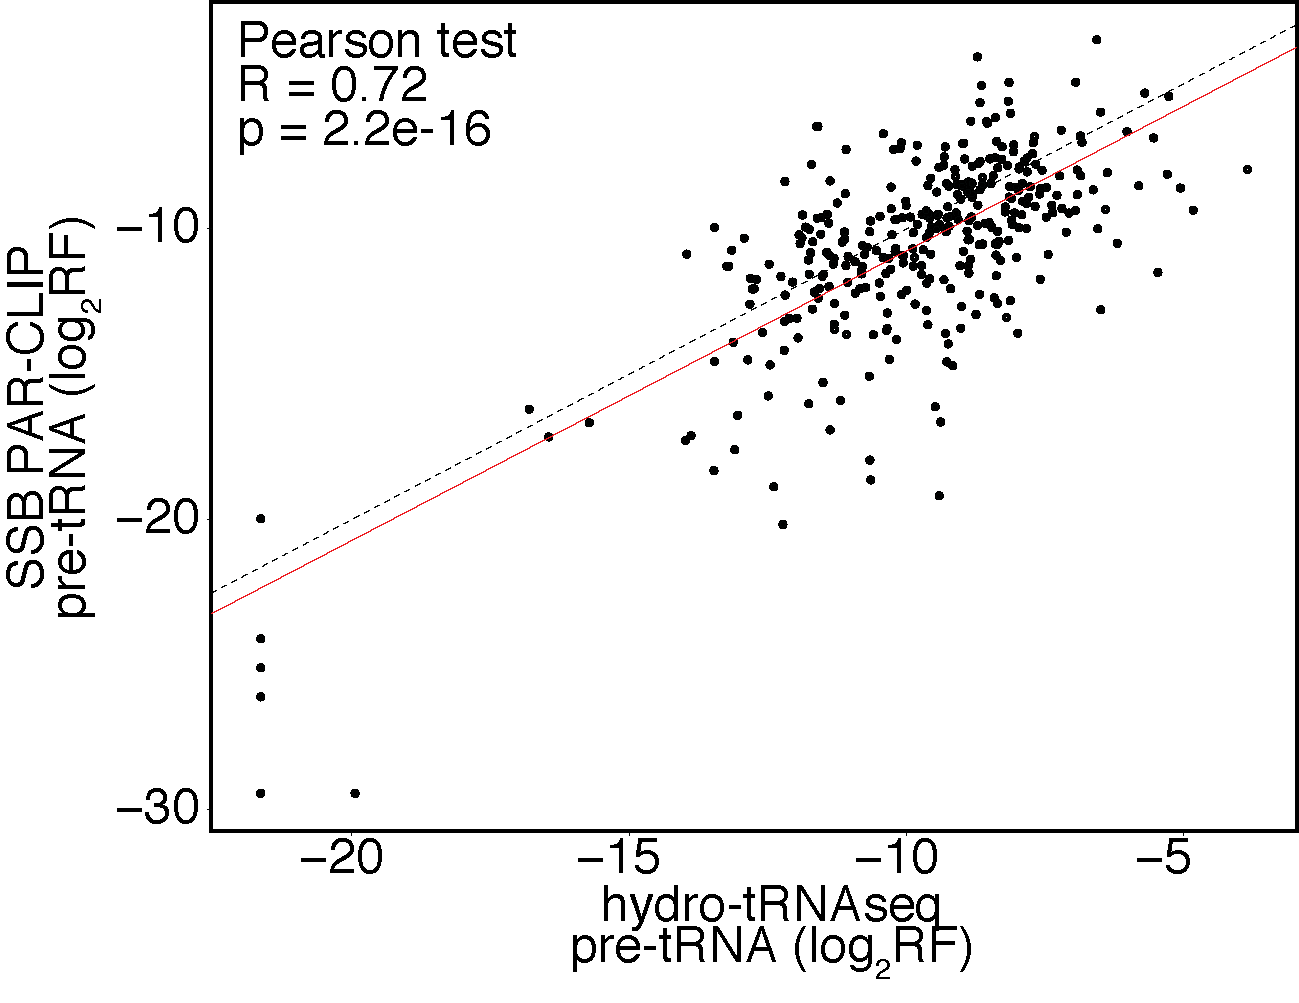 Pearson test
R = 0.72
p = 2.2e-16
SSB PAR-CLIP
pre-tRNA (log₂RF)
−10
−20
−30
−20
−15
−10
−5
hydro-tRNAseq
pre-tRNA (log₂RF)